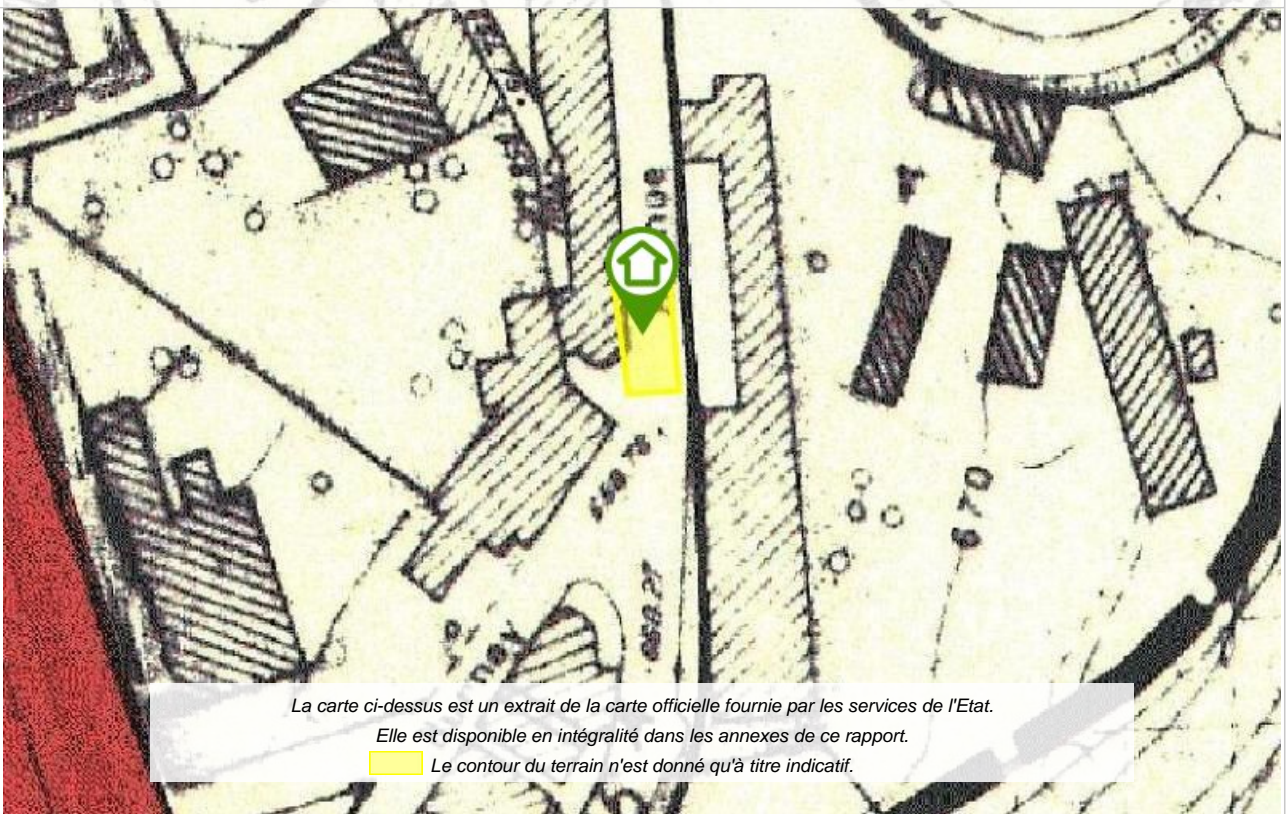 670
La carte ci-dessus est un extrait de la carte officielle fournie par les services de l'Etat.
Elle est disponible en intégralité dans les annexes de ce rapport.
Le contour du terrain n'est donné qu'à titre indicatif.